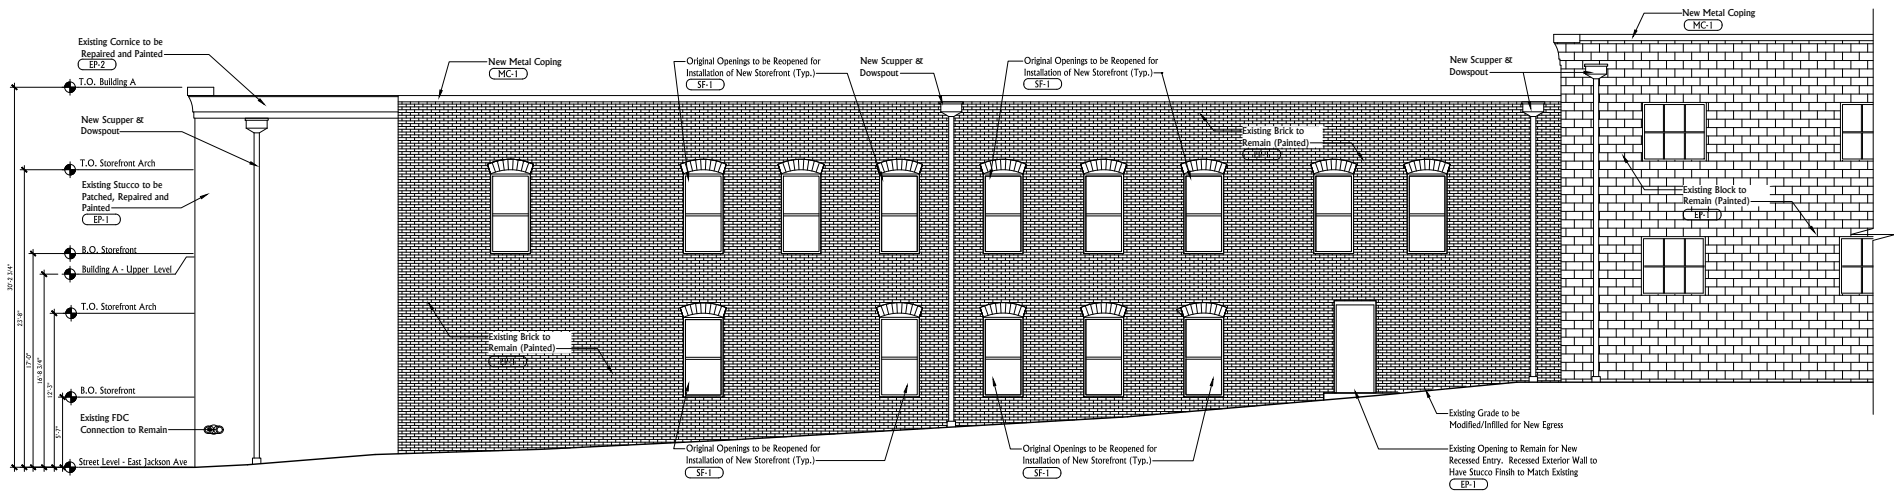 Existing Cornice to be
Repaired and Painted
EP-2
T.O. Building A
New Scupper &
Dowspout
T.O. Storefront Arch
Existing Stucco to be
Patched, Repaired and
Painted
EP-1
B.O. Storefront
Building A - Upper Level
T.O. Storefront Arch
B.O. Storefront
Existing FDC
Connection to Remain
Street Level - East Jackson Ave
30'-2 3/4"
23'-8"
17'-0"
16'-8 3/4"
12'-3"
5'-7"
New Metal Coping
MC-1
Original Openings to be Reopened for
Installation of New Storefront (Typ.)
SF-1
New Scupper &
Dowspout
Original Openings to be Reopened for
Installation of New Storefront (Typ.)
SF-1
Existing Brick to
Remain (Painted)
EP-1
New Scupper &
Dowspout
New Metal Coping
MC-1
Existing Block to
Remain (Painted)
EP-1
Existing Brick to
Remain (Painted)
EP-1
Original Openings to be Reopened for
Installation of New Storefront (Typ.)
SF-1
Original Openings to be Reopened for
Installation of New Storefront (Typ.)
SF-1
Existing Grade to be
Modified/Infilled for New Egress
Existing Opening to Remain for New
Recessed Entry. Recessed Exterior Wall to
Have Stucco Finsih to Match Existing
EP-1